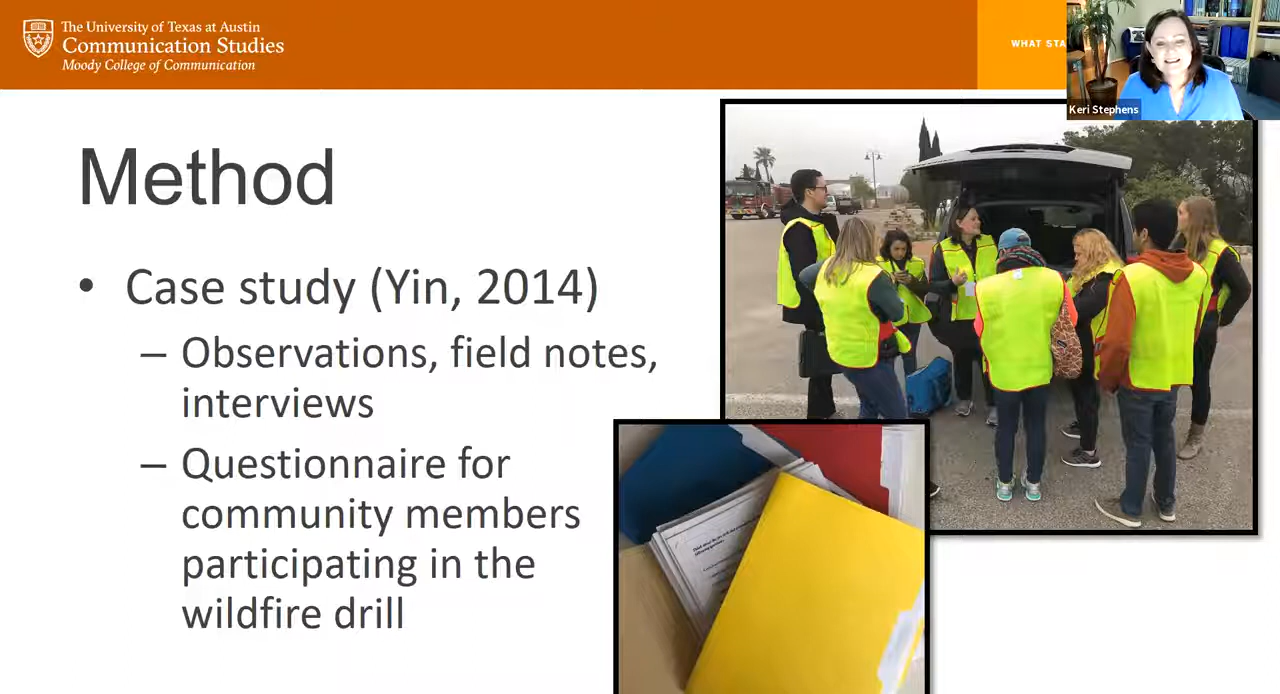 The University of Texas at Austin
Communication Studies
Moody College of Communication
WHAT STA
Keri Stephens
Method
• Case study (Yin, 2014)
– Observations, field notes,
interviews
– Questionnaire for
community members
participating in the
wildfire drill